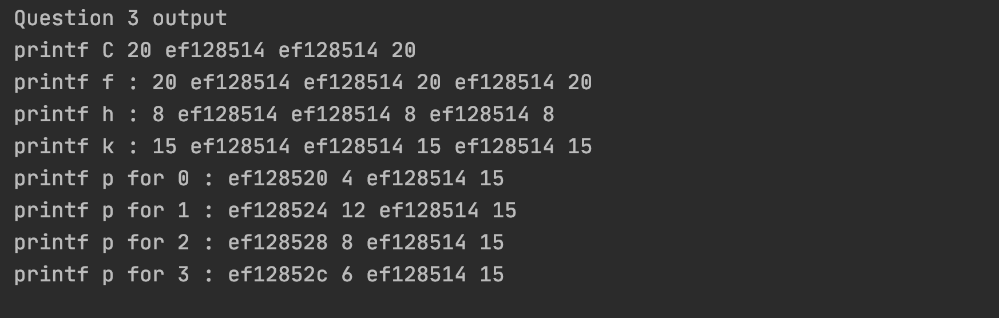 Question 3 output
printf C 20 ef128514 ef128514 20
printf f : 20 ef128514 ef128514 20 ef128514 20
printf h : 8 ef128514 ef128514 8 ef128514 8
printf k : 15 ef128514 ef128514 15 ef128514 15
printf p for 0 : ef128520 4 ef128514 15
printf p for 1 : ef128524 12 ef128514 15
printf p for 2 : ef128528 8 ef128514 15
printf p for 3 : ef12852c 6 ef128514 15